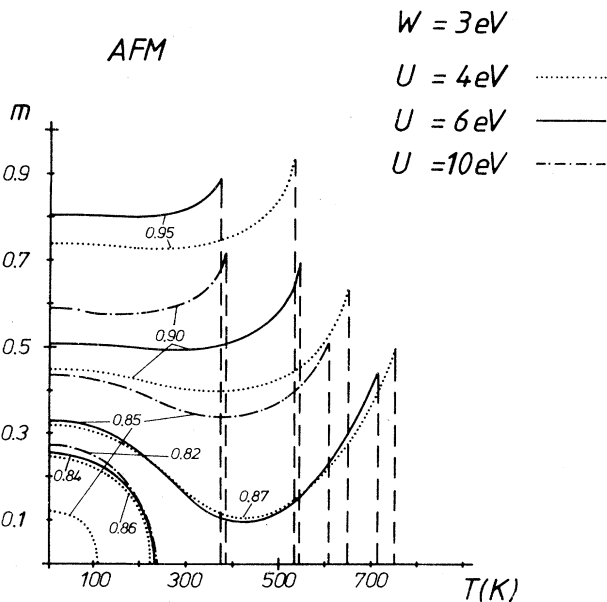 AFM
W = 3eV
U = 4eV
U = 6eV
U = 10eV
m
0.9
0.7
0.5
0.3
0.1
0.95
0.90
0.85
0.82
0.84
0.86
0.87
100
300
500
700
T(K)